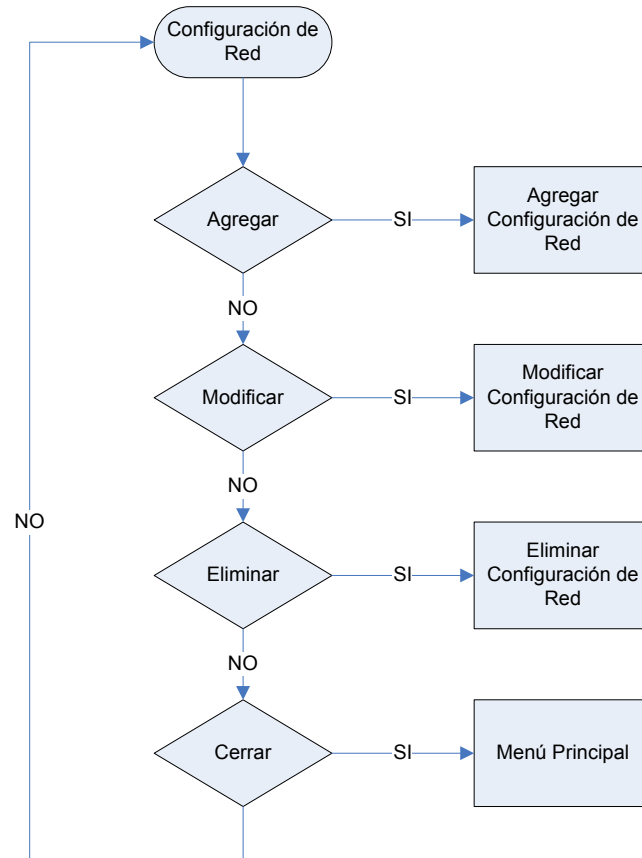 Configuración de
Red
Agregar
SI
Agregar
Configuración de
Red
NO
Modificar
SI
Modificar
Configuración de
Red
NO
NO
Eliminar
SI
Eliminar
Configuración de
Red
NO
Cerrar
SI
Menú Principal